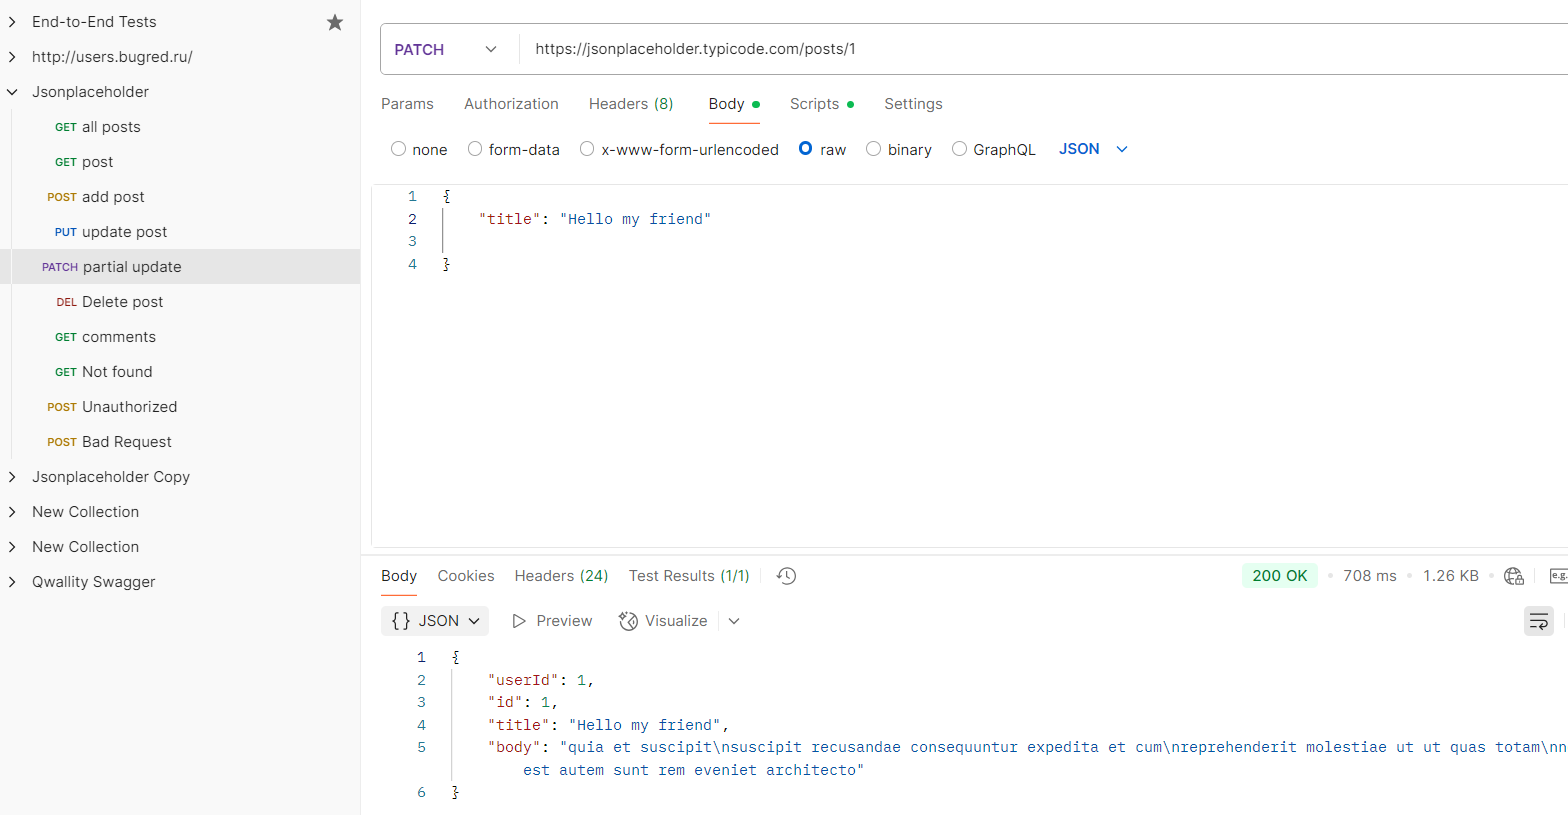 End-to-End Tests
http://users.bugred.ru/
Jsonplaceholder
GET all posts
GET post
POST add post
PUT update post
PATCH partial update
DEL Delete post
GET comments
GET Not found
POST Unauthorized
POST Bad Request
Jsonplaceholder Copy
New Collection
New Collection
Qwallity Swagger
PATCH https://jsonplaceholder.typicode.com/posts/1
Params Authorization Headers (8) Body Scripts Settings
none form-data x-www-form-urlencoded raw binary GraphQL JSON
1 {
2 "title": "Hello my friend"
3
4 }
Body Cookies Headers (24) Test Results (1/1) 200 OK 708 ms 1.26 KB e.g.
{} JSON Preview Visualize
1 {
2 "userId": 1,
3 "id": 1,
4 "title": "Hello my friend",
5 "body": "quia et suscipit\nsuscipit recusandae consequuntur expedita et cum\nreprehenderit molestiae ut ut quas totam\nn
est autem sunt rem eveniet architecto"
6 }